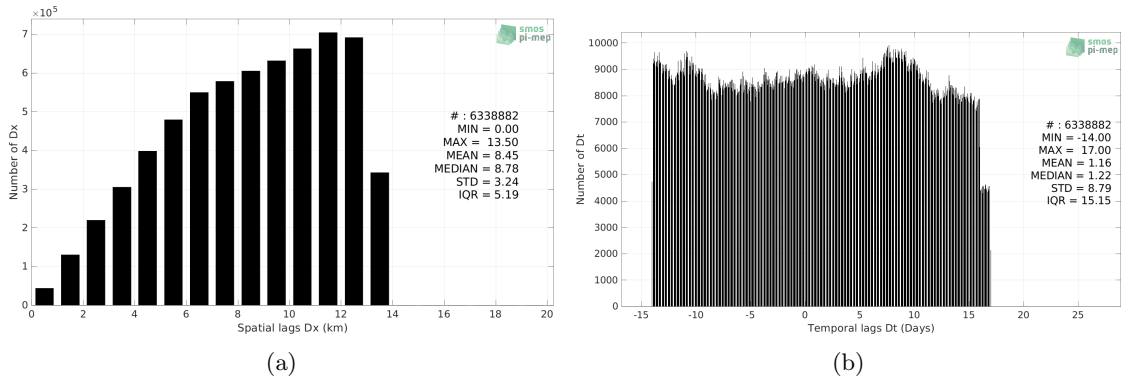 ×10⁵
7
6
5
4
3
2
1
0
Number of Dx
0 2 4 6 8 10 12 14 16 18 20
Spatial lags Dx (km)
smos
pi-mep
# : 6338882
MIN = 0.00
MAX = 13.50
MEAN = 8.45
MEDIAN = 8.78
STD = 3.24
IQR = 5.19
(a)
10000
9000
8000
7000
6000
5000
4000
3000
2000
1000
0
Number of Dt
-15 -10 -5 0 5 10 15 20 25
Temporal lags Dt (Days)
smos
pi-mep
# : 6338882
MIN = -14.00
MAX = 17.00
MEAN = 1.16
MEDIAN = 1.22
STD = 8.79
IQR = 15.15
(b)